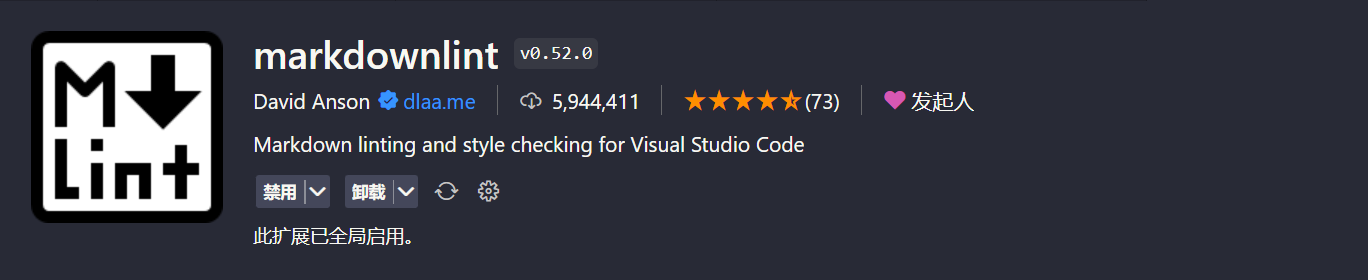 M
Lint
markdownlint v0.52.0
David Anson dlaa.me 5,944,411 (73) 发起人
Markdown linting and style checking for Visual Studio Code
禁用 卸载
此扩展已全局启用。